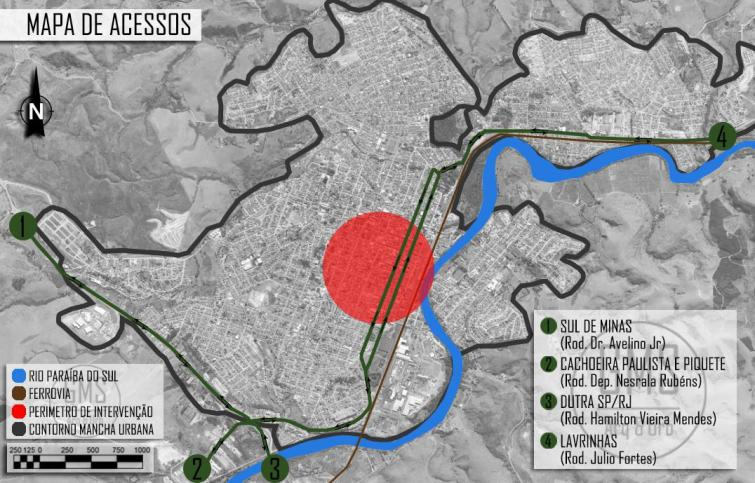 MAPA DE ACESSOS
N
1
2
3
4
RIO PARAÍBA DO SUL
FERROVIA
PERIMETRO DE INTERVENÇÃO
CONTORNO MANCHA URBANA
250 125 0 250 500 750 1000
1 SUL DE MINAS
(Rod. Dr. Avelino Jr)
2 CACHOEIRA PAULISTA E PIQUETE
(Rod. Dep. Nesrala Rubéns)
3 DUTRA SP/RJ
(Rod. Hamilton Vieira Mendes)
4 LAVRINHAS
(Rod. Julio Fortes)